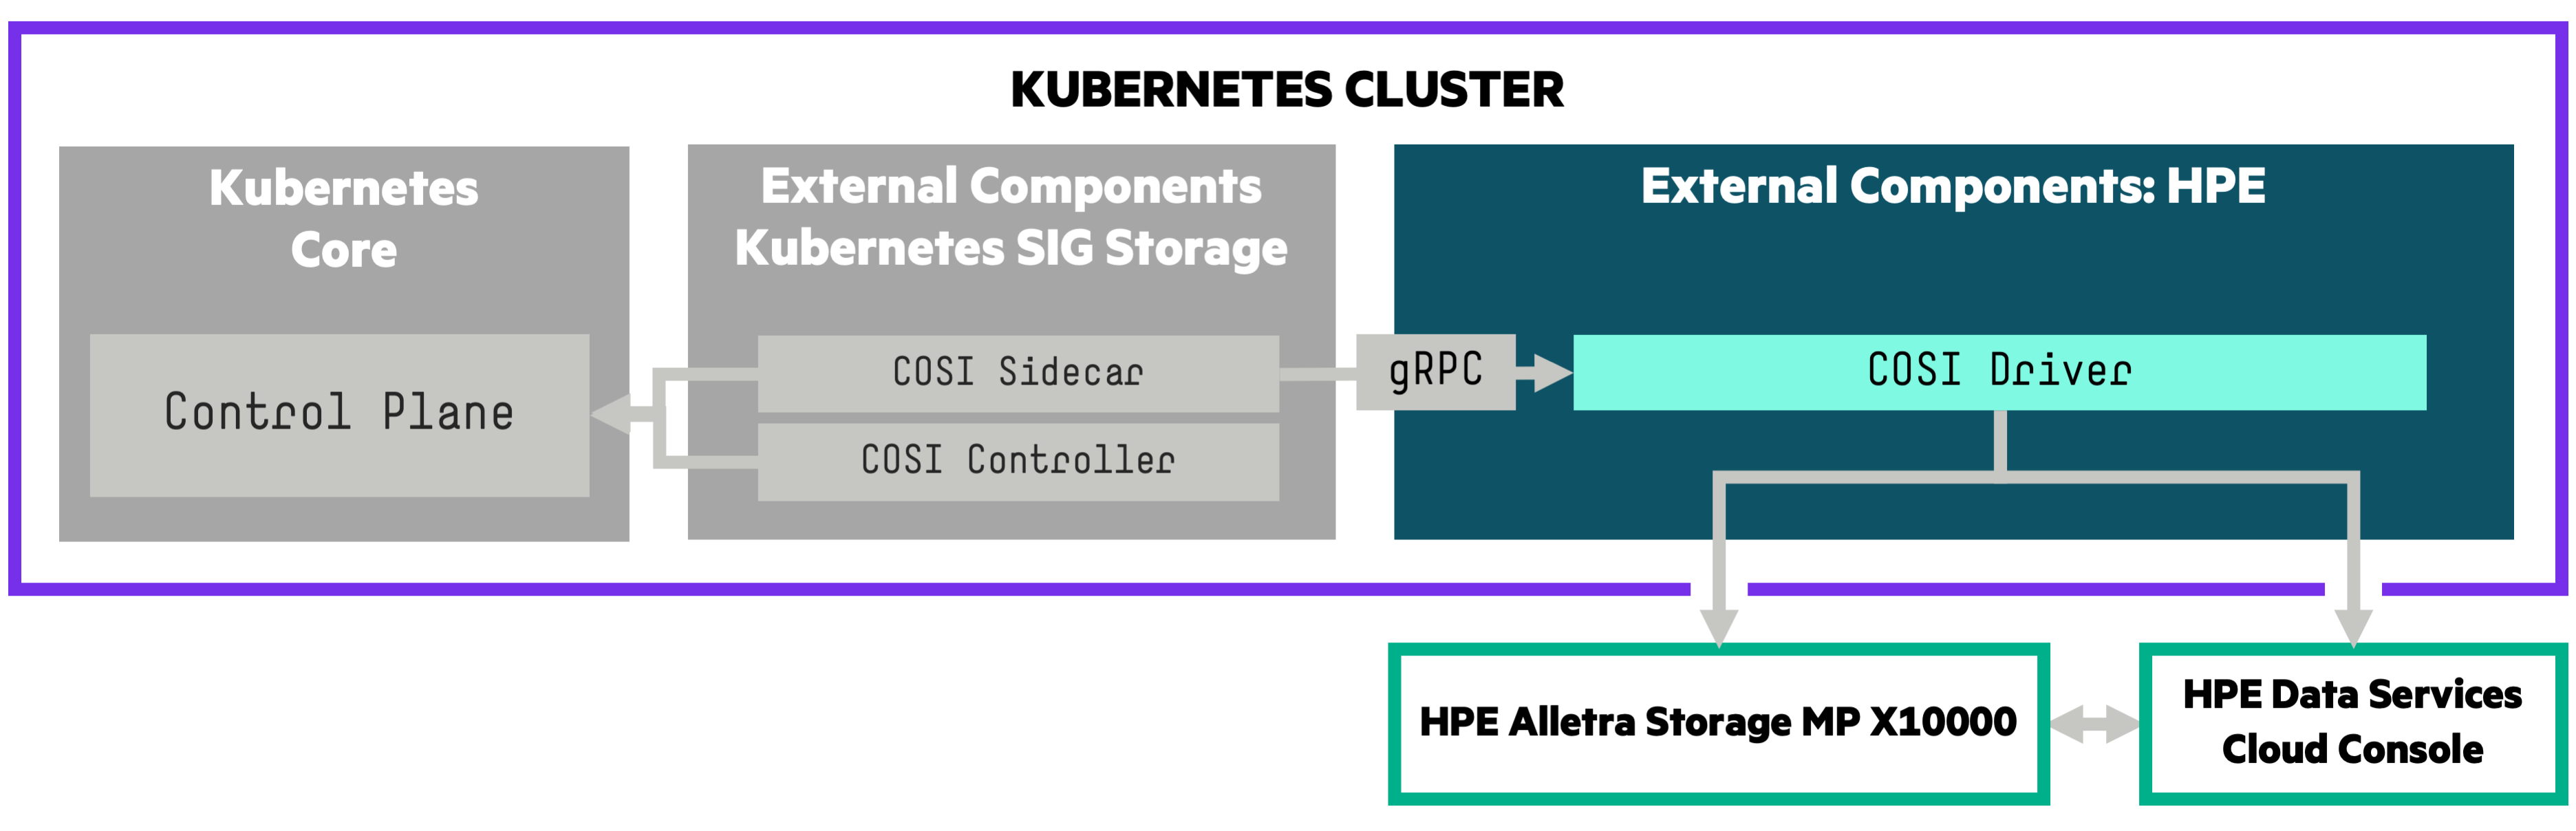 KUBERNETES CLUSTER
Kubernetes
Core
Control Plane
External Components
Kubernetes SIG Storage
COSI Sidecar
COSI Controller
gRPC
External Components: HPE
COSI Driver
HPE Alletra Storage MP X10000
HPE Data Services
Cloud Console